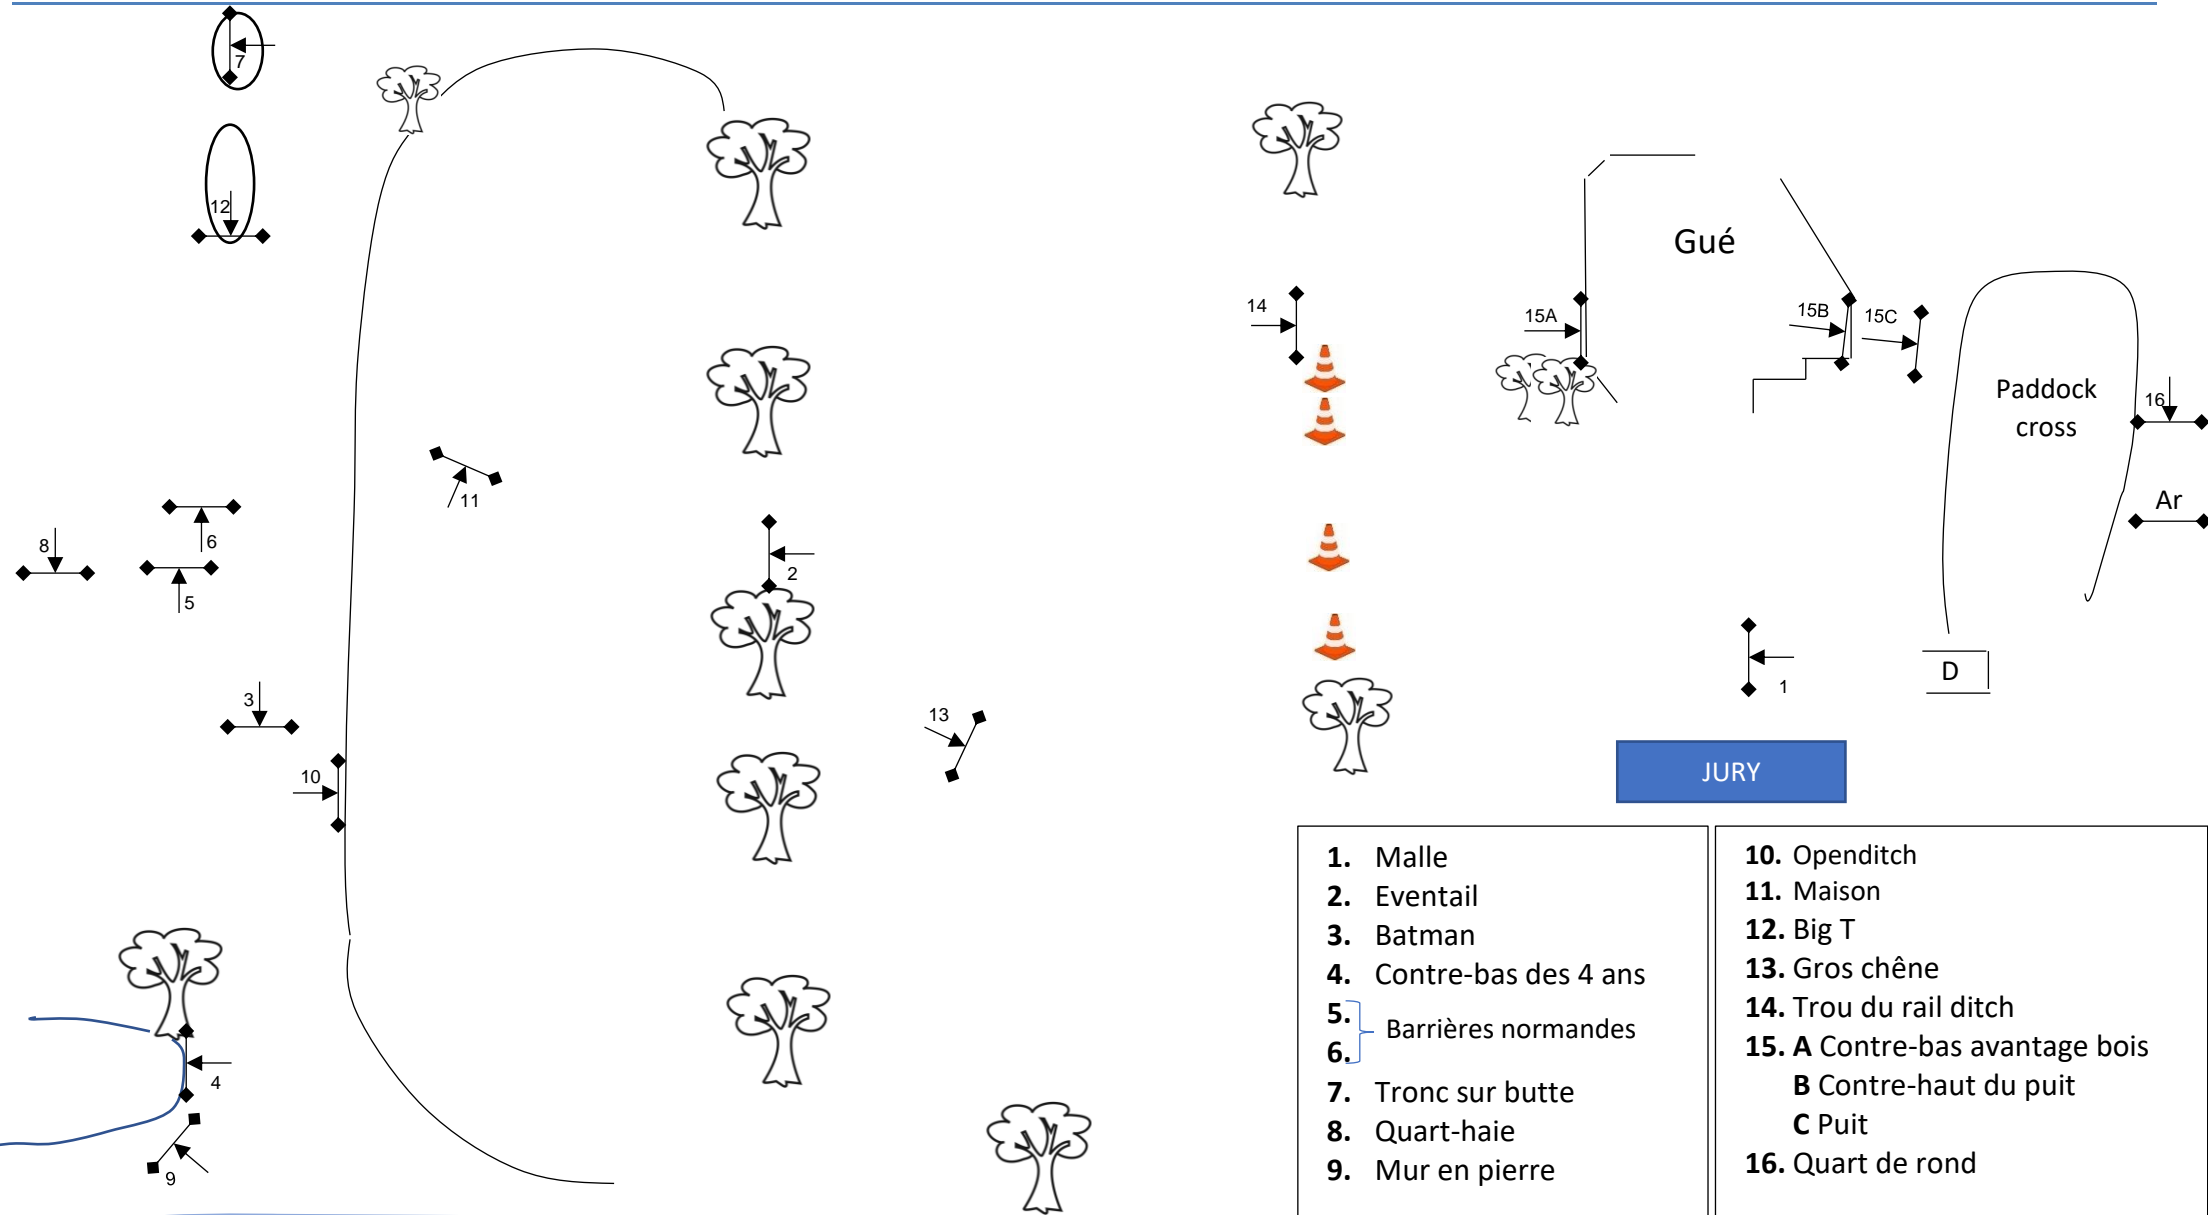 7
12
Gué
14
15A
15B
15C
Paddock
cross
16
11
Ar
6
8
2
5
D
3
1
13
10
JURY
4
9
1. Malle
2. Eventail
3. Batman
4. Contre-bas des 4 ans
5.
Barrières normandes
6.
7. Tronc sur butte
8. Quart-haie
9. Mur en pierre
10. Openditch
11. Maison
12. Big T
13. Gros chêne
14. Trou du rail ditch
15. A Contre-bas avantage bois
B Contre-haut du puit
C Puit
16. Quart de rond